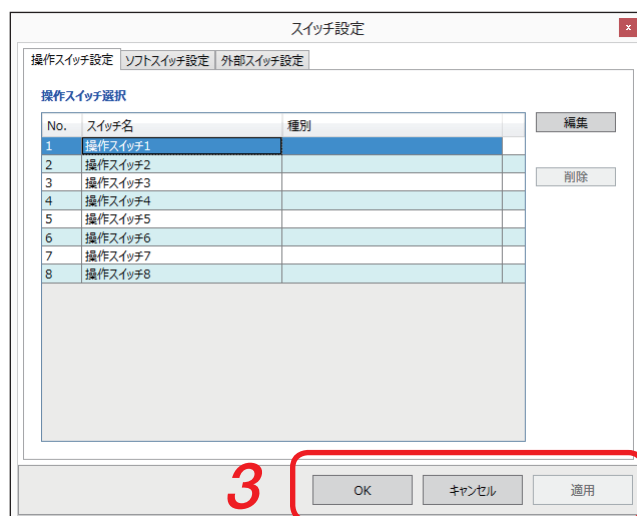 スイッチ設定
x
操作スイッチ設定 ソフトスイッチ設定 外部スイッチ設定
操作スイッチ選択
No. スイッチ名 種別
1 操作スイッチ1
2 操作スイッチ2
3 操作スイッチ3
4 操作スイッチ4
5 操作スイッチ5
6 操作スイッチ6
7 操作スイッチ7
8 操作スイッチ8
編集
削除
3
OK キャンセル 適用